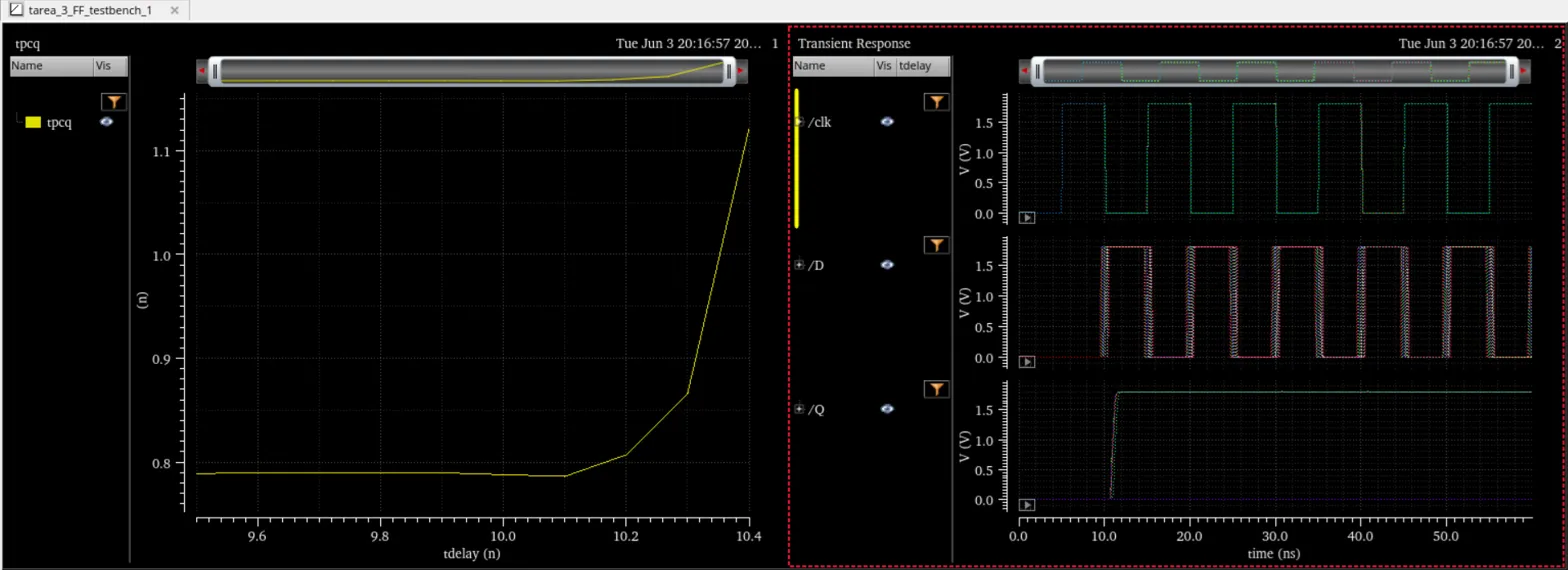 tarea_3_FF_testbench_1
tpcq
Tue Jun 3 20:16:57 20... 1
Name Vis
tpcq
1.1
1.0
0.9
0.8
(n)
9.6 9.8 10.0 10.2 10.4
tdelay (n)
Transient Response
Tue Jun 3 20:16:57 20... 2
Name Vis tdelay
/clk
1.5
1.0
0.5
0.0
V (V)
/D
1.5
1.0
0.5
0.0
V (V)
/Q
1.5
1.0
0.5
0.0
V (V)
0.0 10.0 20.0 30.0 40.0 50.0
time (ns)